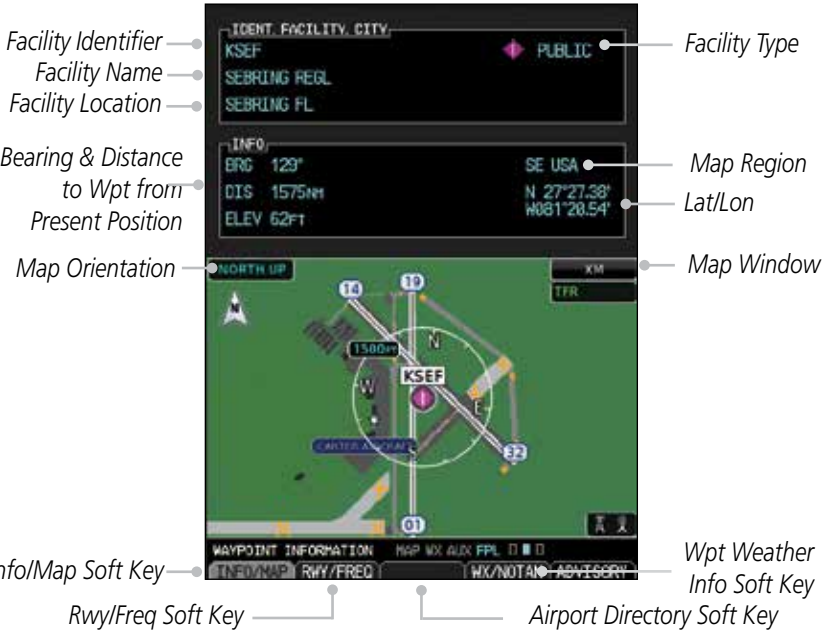 IDENT, FACILITY, CITY
Facility Identifier
KSEF
PUBLIC
Facility Type
Facility Name
SEBRING REGL
Facility Location
SEBRING FL
INFO
Bearing & Distance
to Wpt from
Present Position
BRG 129°
SE USA
Map Region
DIS 1575NM
N 27°27.38'
W081°20.54'
Lat/Lon
ELEV 62FT
Map Orientation
NORTH UP
XM
Map Window
TFR
N
14
19
1500FT
N
KSEF
W
E
CARTER AIRCRAFT
32
01
WAYPOINT INFORMATION MAP WX AUX FPL
nfo/Map Soft Key
INFO/MAP
RWY/FREQ
WX/NOTAM
ADVISORY
Wpt Weather
Info Soft Key
Rwy/Freq Soft Key
Airport Directory Soft Key